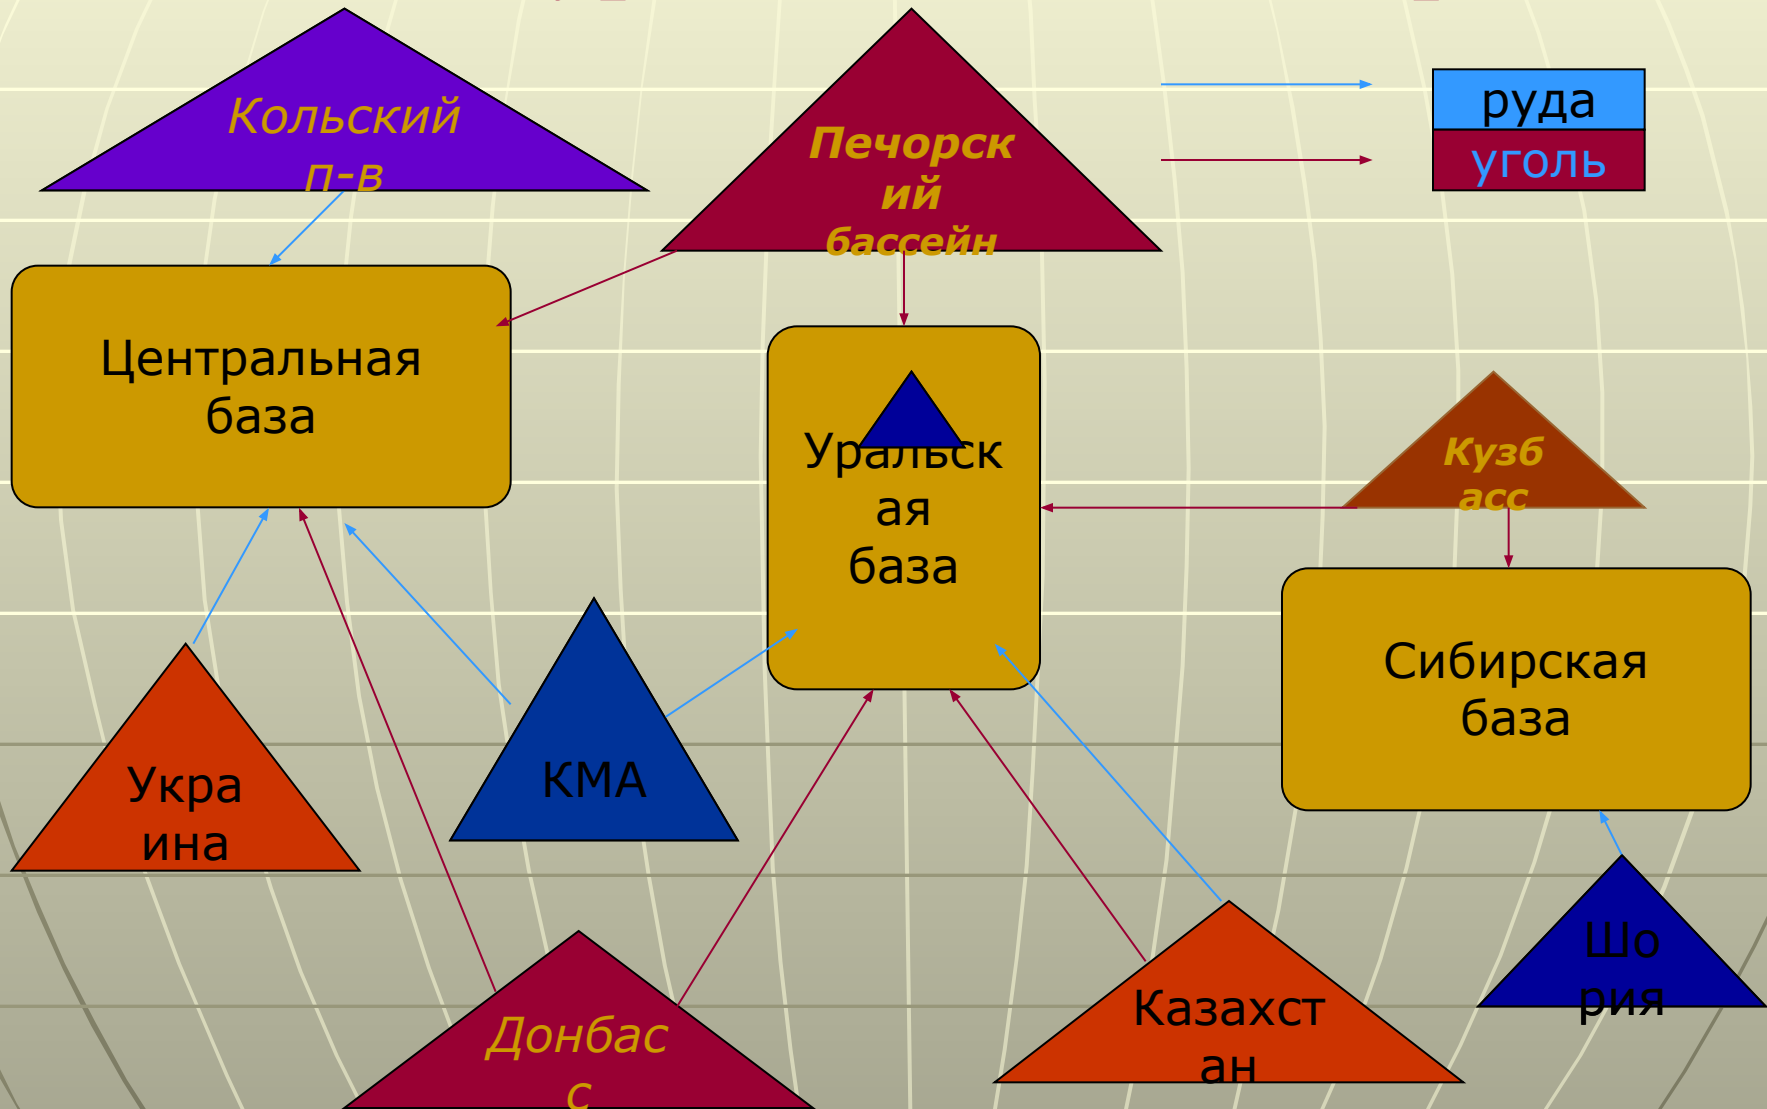 Кольский
п-в
Печорск
ий
бассейн
руда
уголь
Центральная
база
Уральск
ая
база
Кузб
асс
Сибирская
база
Укра
ина
КМА
Шо
рия
Казахст
ан
Донбас
с